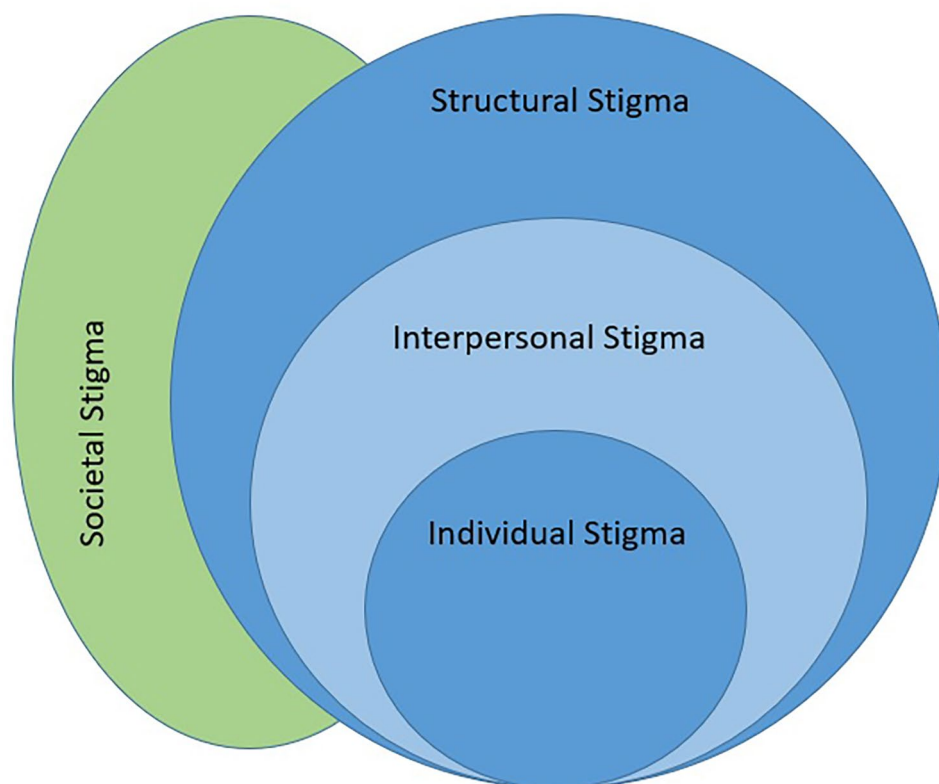 Structural Stigma
Interpersonal Stigma
Individual Stigma
Societal Stigma